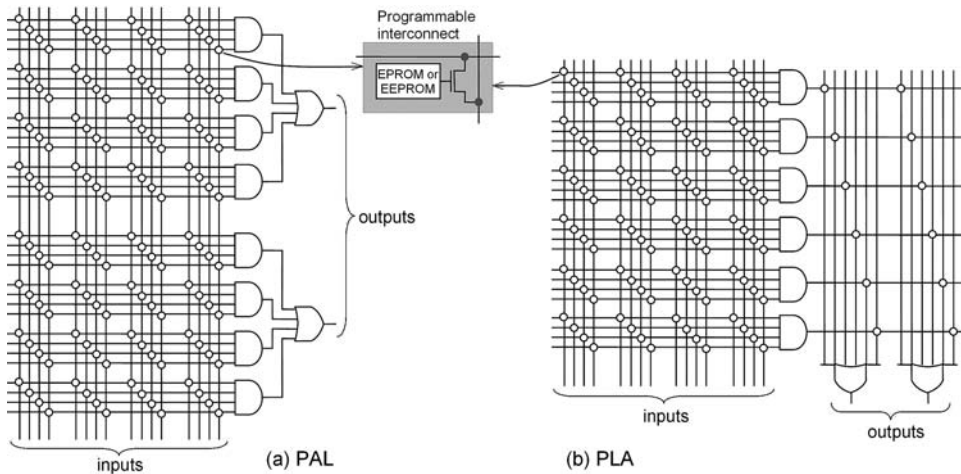 Programmable
interconnect
EPROM or
EEPROM
outputs
inputs
(a) PAL
inputs
(b) PLA
outputs